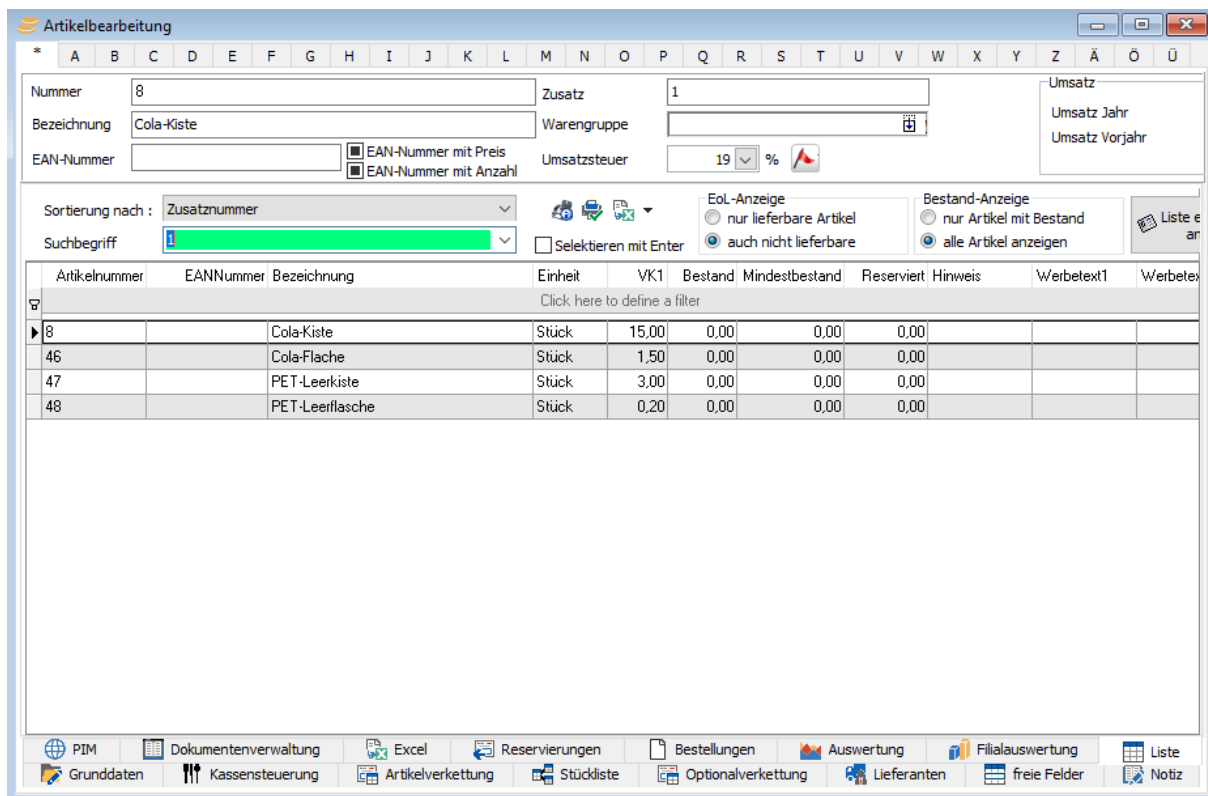 Artikelbearbeitung
* A B C D E F G H I J K L M N O P Q R S T U V W X Y Z Ä Ö Ü
Nummer 8 Zusatz 1 Umsatz
Bezeichnung Cola-Kiste Warengruppe Umsatz Jahr
Umsatz Vorjahr
EAN-Nummer EAN-Nummer mit Preis Umsatzsteuer 19 %
EAN-Nummer mit Anzahl
Sortierung nach : Zusatznummer EoL-Anzeige Bestand-Anzeige
nur lieferbare Artikel nur Artikel mit Bestand Liste e
Suchbegriff 1 Selektieren mit Enter auch nicht lieferbare alle Artikel anzeigen ar
Artikelnummer EANNummer Bezeichnung Einheit VK1 Bestand Mindestbestand Reserviert Hinweis Werbetext1 Werbetex
Click here to define a filter
8 Cola-Kiste Stück 15,00 0,00 0,00 0,00
46 Cola-Flache Stück 1,50 0,00 0,00 0,00
47 PET-Leerkiste Stück 3,00 0,00 0,00 0,00
48 PET-Leerflasche Stück 0,20 0,00 0,00 0,00
PIM Dokumentenverwaltung Excel Reservierungen Bestellungen Auswertung Filialauswertung Liste
Grunddaten Kassensteuerung Artikelverkettung Stückliste Optionalverkettung Lieferanten freie Felder Notiz